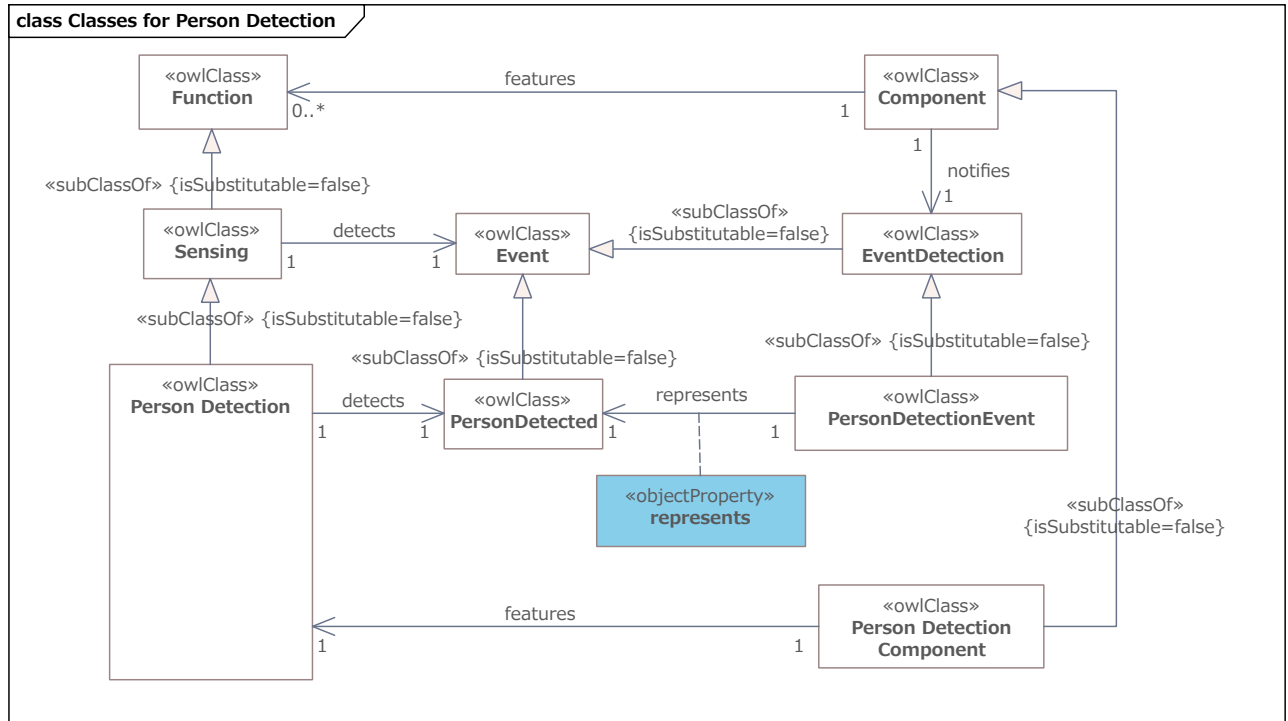 class Classes for Person Detection
«owlClass»
Function
features
0..*
1
«owlClass»
Component
1
notifies
1
«subClassOf» {isSubstitutable=false}
«owlClass»
Sensing
detects
1
1
«owlClass»
Event
«subClassOf»
{isSubstitutable=false}
«owlClass»
EventDetection
«subClassOf» {isSubstitutable=false}
«subClassOf» {isSubstitutable=false}
«subClassOf» {isSubstitutable=false}
«owlClass»
Person Detection
detects
1
1
«owlClass»
PersonDetected
represents
1
1
«owlClass»
PersonDetectionEvent
«objectProperty»
represents
«subClassOf»
{isSubstitutable=false}
features
1
1
«owlClass»
Person Detection
Component